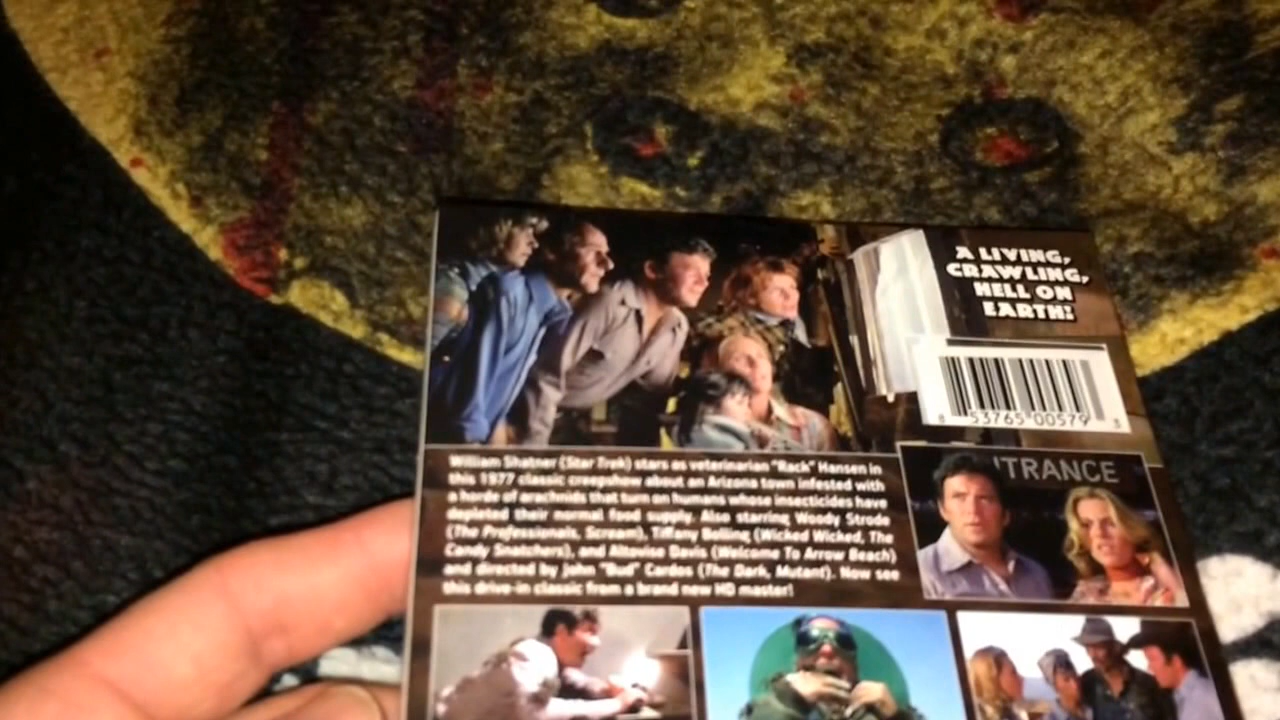 A LIVING,
CRAWLING,
HELL ON
EARTH!
8 53765 00579 3
William Shatner (Star Trek) stars as veterinarian "Rack" Hansen in
this 1977 classic creepshow about an Arizona town infested with
a horde of arachnids that turn on humans whose insecticides have
depleted their normal food supply. Also starring Woody Strode
(The Professionals, Scream), Tiffany Bolling (Wicked Wicked, The
Candy Snatchers), and Altovise Davis (Welcome To Arrow Beach)
and directed by John "Bud" Cardos (The Dark, Mutant). Now see
this drive-in classic from a brand new HD master!
TRANCE